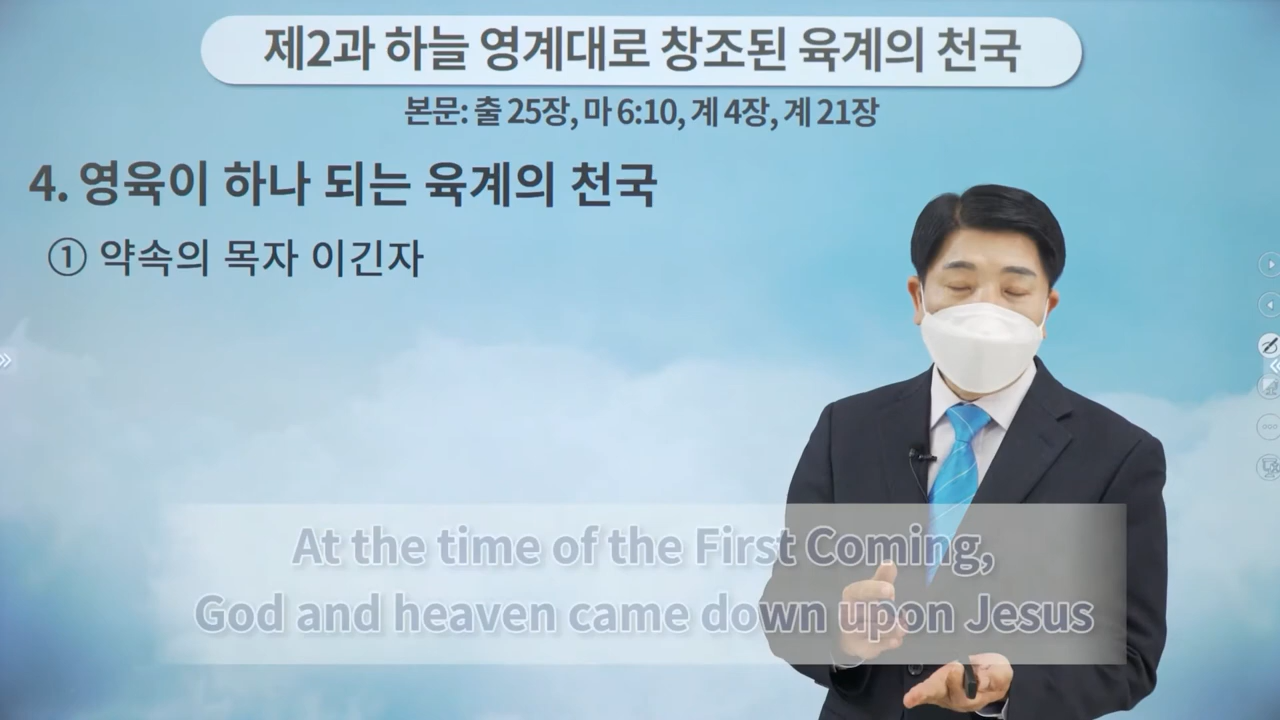 제2과 하늘 영계대로 창조된 육계의 천국
본문: 출 25장, 마 6:10, 계 4장, 계 21장
4. 영육이 하나 되는 육계의 천국
① 약속의 목자 이긴자
At the time of the First Coming,
God and heaven came down upon Jesus